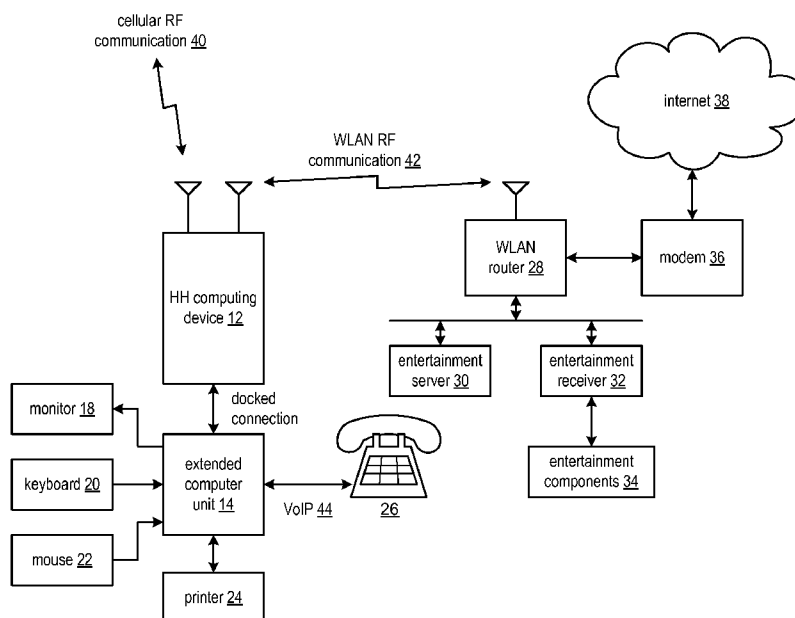 cellular RF
communication 40
internet 38
WLAN RF
communication 42
WLAN
router 28
modem 36
HH computing
device 12
entertainment
server 30
entertainment
receiver 32
docked
connection
monitor 18
extended
computer
unit 14
keyboard 20
VoIP 44
26
entertainment
components 34
mouse 22
printer 24